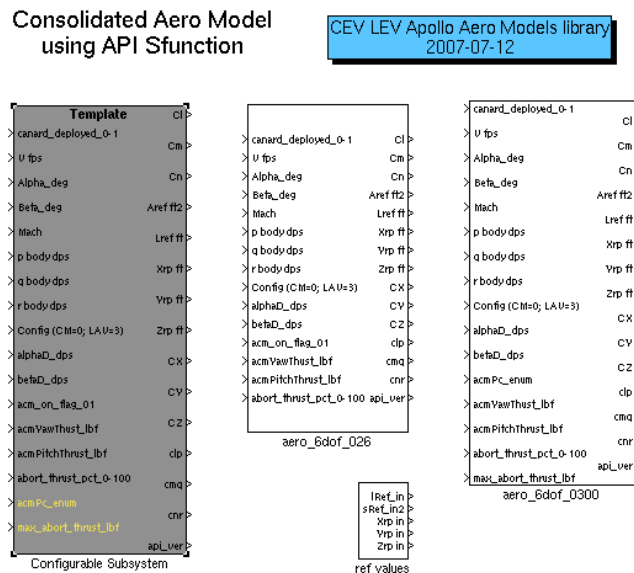 Consolidated Aero Model
using API Sfunction
CEV LEV Apollo Aero Models library
2007-07-12
Template
canard_deployed_0-1
V fps
Alpha_deg
Beta_deg
Mach
p body dps
q body dps
r body dps
Config (CM=0; LAV=3)
alphaD_dps
betaD_dps
acm_on_flag_01
acmYawThust_lbf
acmPitchThrust_lbf
abort_thrust_pct_0-100
acmPc_enum
max_abort_thrust_lbf
Cl
Cm
Cn
Aref ft2
Lref ft
Xrp ft
Yrp ft
Zrp ft
CX
CY
CZ
clp
cmq
cnr
api_ver
Configurable Subsystem
canard_deployed_0-1
V fps
Alpha_deg
Beta_deg
Mach
p body dps
q body dps
r body dps
Config (CM=0; LAV=3)
alphaD_dps
betaD_dps
acm_on_flag_01
acmYawThust_lbf
acmPitchThrust_lbf
abort_thrust_pct_0-100
Cl
Cm
Cn
Aref ft2
Lref ft
Xrp ft
Yrp ft
Zrp ft
CX
CY
CZ
clp
cmq
cnr
api_ver
aero_6dof_026
canard_deployed_0-1
V fps
Alpha_deg
Beta_deg
Mach
p body dps
q body dps
r body dps
Config (CM=0; LAV=3)
alphaD_dps
betaD_dps
acmPc_enum
acmYawThust_lbf
acmPitchThrust_lbf
abort_thrust_pct_0-100
max_abort_thrust_lbf
Cl
Cm
Cn
Aref ft2
Lref ft
Xrp ft
Yrp ft
Zrp ft
CX
CY
CZ
clp
cmq
cnr
api_ver
aero_6dof_0300
lRef_in
sRef_in2
Xrp in
Yrp in
Zrp in
ref values